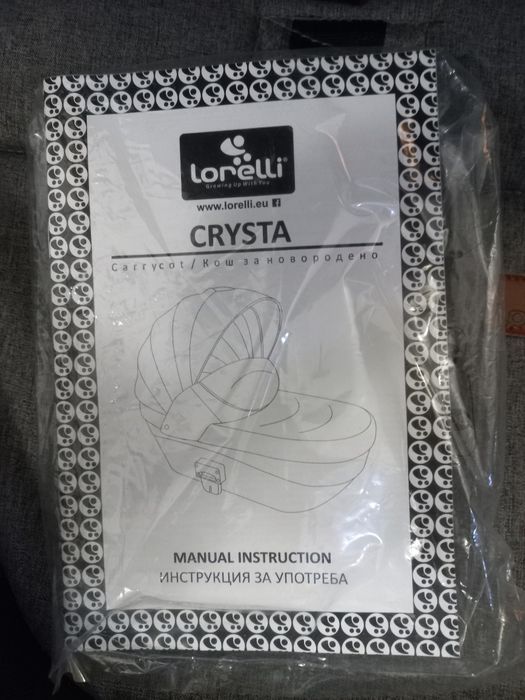 Lorelli®
Growing Up With You
www.lorelli.eu
CRYSTA
Carrycot / Кош за новородено
MANUAL INSTRUCTION
ИНСТРУКЦИЯ ЗА УПОТРЕБА